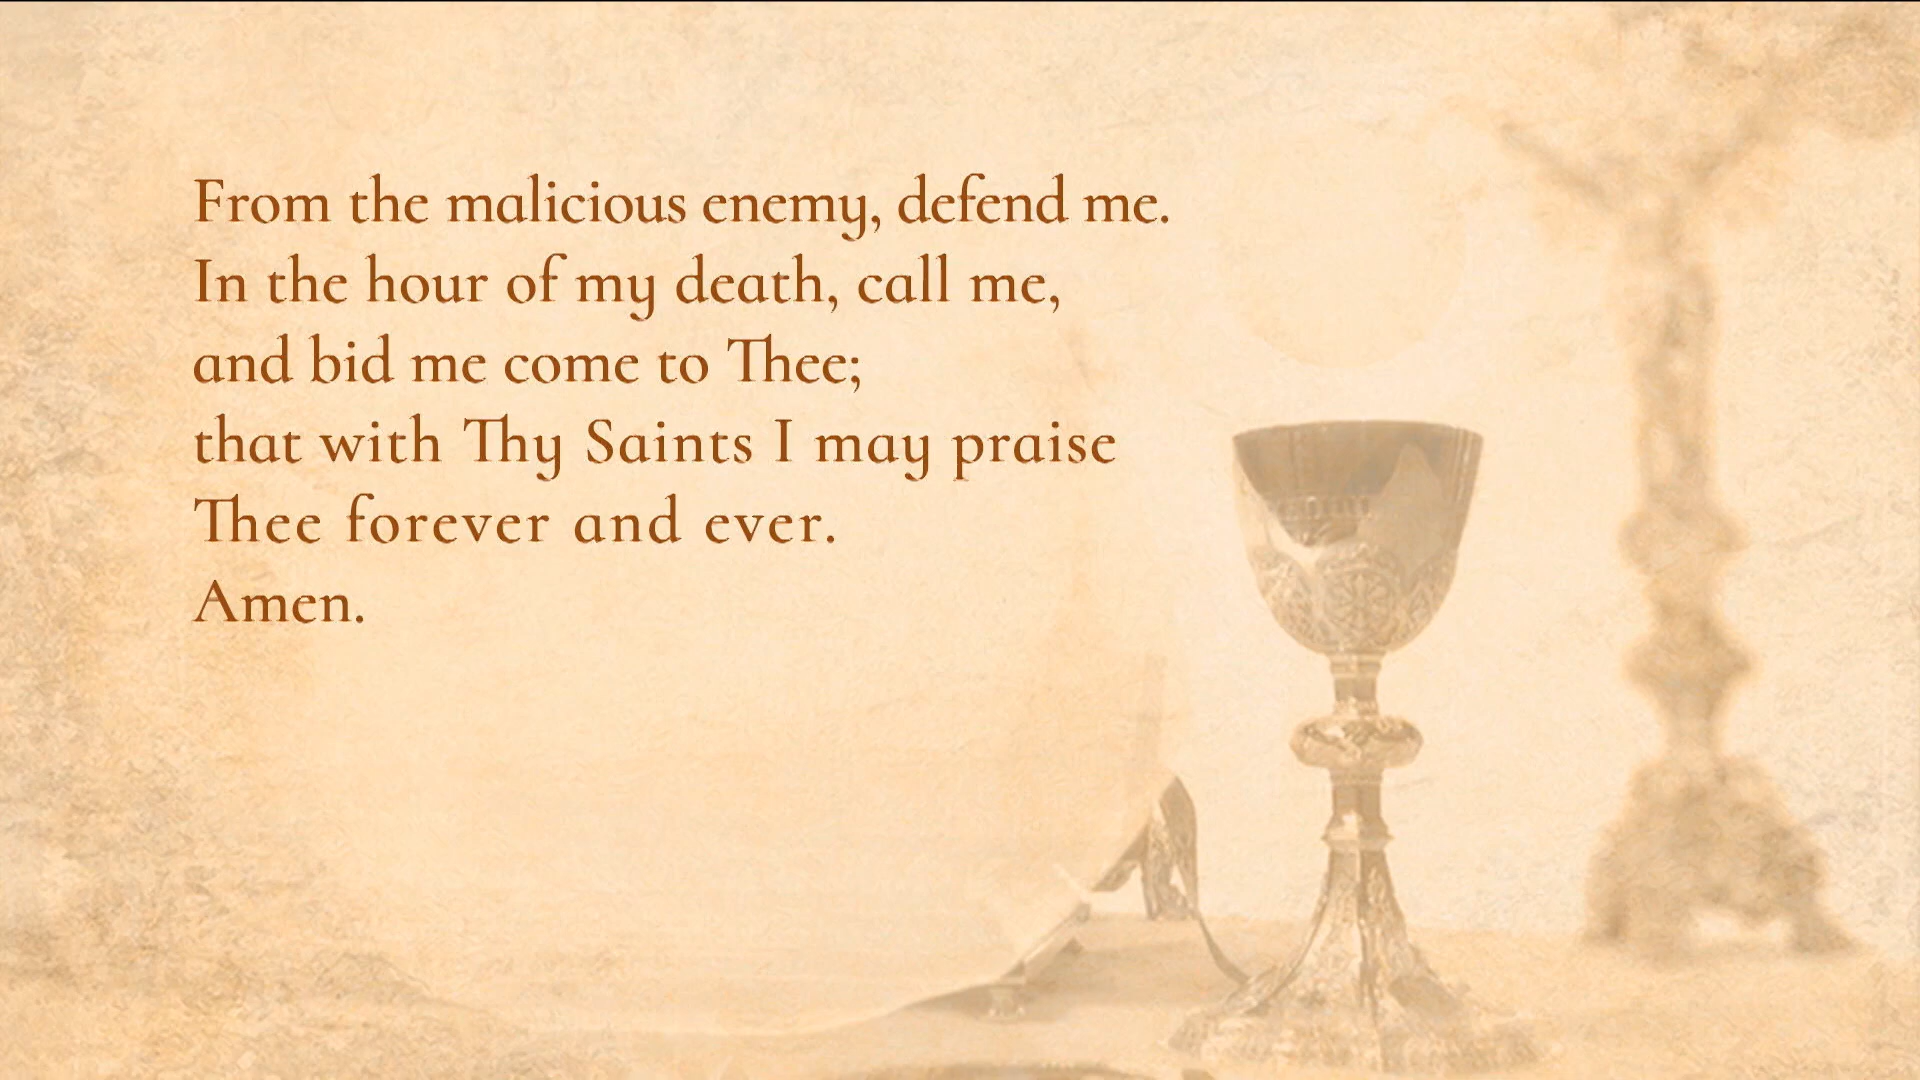 From the malicious enemy, defend me.
In the hour of my death, call me,
and bid me come to Thee;
that with Thy Saints I may praise
Thee forever and ever.
Amen.